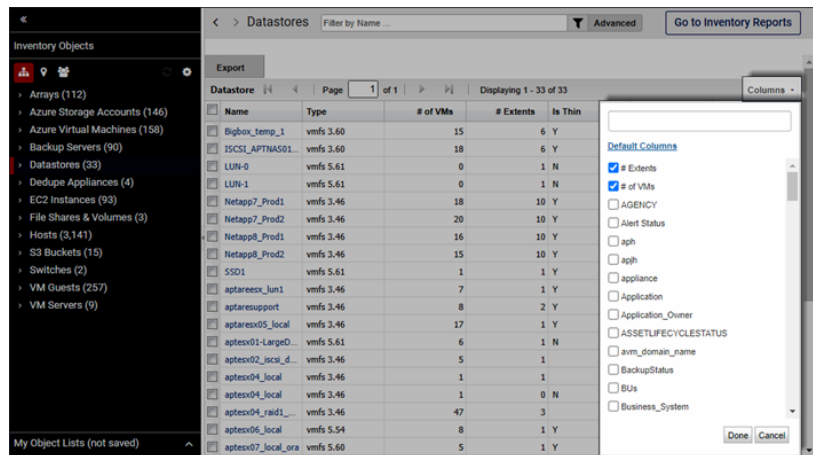 Datastores Filter by Name ... Advanced Go to Inventory Reports
Inventory Objects
Arrays (112)
Azure Storage Accounts (146)
Azure Virtual Machines (158)
Backup Servers (90)
Datastores (33)
Dedupe Appliances (4)
EC2 Instances (93)
File Shares & Volumes (3)
Hosts (3,141)
S3 Buckets (15)
Switches (2)
VM Guests (257)
VM Servers (9)
My Object Lists (not saved)
Export
Datastore Page 1 of 1 Displaying 1 - 33 of 33 Columns
Name Type # of VMs # Extents Is Thin
Bigbox_temp_1 vmfs 3.60 15 6 Y
ISCSI_APTNAS01... vmfs 3.60 18 6 Y
LUN-0 vmfs 5.61 0 1 N
LUN-1 vmfs 5.61 0 1 N
Netapp7_Prod1 vmfs 3.46 18 10 Y
Netapp7_Prod2 vmfs 3.46 20 10 Y
Netapp8_Prod1 vmfs 3.46 16 10 Y
Netapp8_Prod2 vmfs 3.46 15 10 Y
SSD1 vmfs 5.61 1 1 Y
aptareesx_lun1 vmfs 3.46 7 1 Y
aptaresupport vmfs 3.46 8 2 Y
aptaresx05_local vmfs 3.46 17 1 Y
aptesx01-LargeD... vmfs 5.61 6 1 N
aptesx02_iscsi_d... vmfs 3.46 5 1
aptesx04_local vmfs 3.46 1 1
aptesx04_local vmfs 3.46 1 0 N
aptesx04_raid1_... vmfs 3.46 47 3
aptesx06_local vmfs 5.54 8 1 Y
aptesx07_local_ora vmfs 5.60 5 1 Y
Default Columns
# Extents
# of VMs
AGENCY
Alert Status
aph
apjh
appliance
Application
Application_Owner
ASSETLIFECYCLESTATUS
avm_domain_name
BackupStatus
BUs
Business_System
Done Cancel